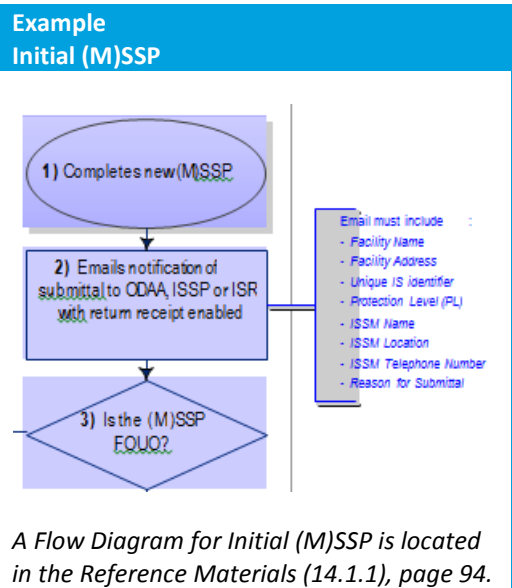 Example
Initial (M)SSP
1) Completes new (M)SSP
2) Emails notification of
submittal to ODAA, ISSP or ISR
with return receipt enabled
Email must include :
- Facility Name
- Facility Address
- Unique IS identifier
- Protection Level (PL)
- ISSM Name
- ISSM Location
- ISSM Telephone Number
- Reason for Submittal
3) Is the (M)SSP
FOUO?
A Flow Diagram for Initial (M)SSP is located
in the Reference Materials (14.1.1), page 94.